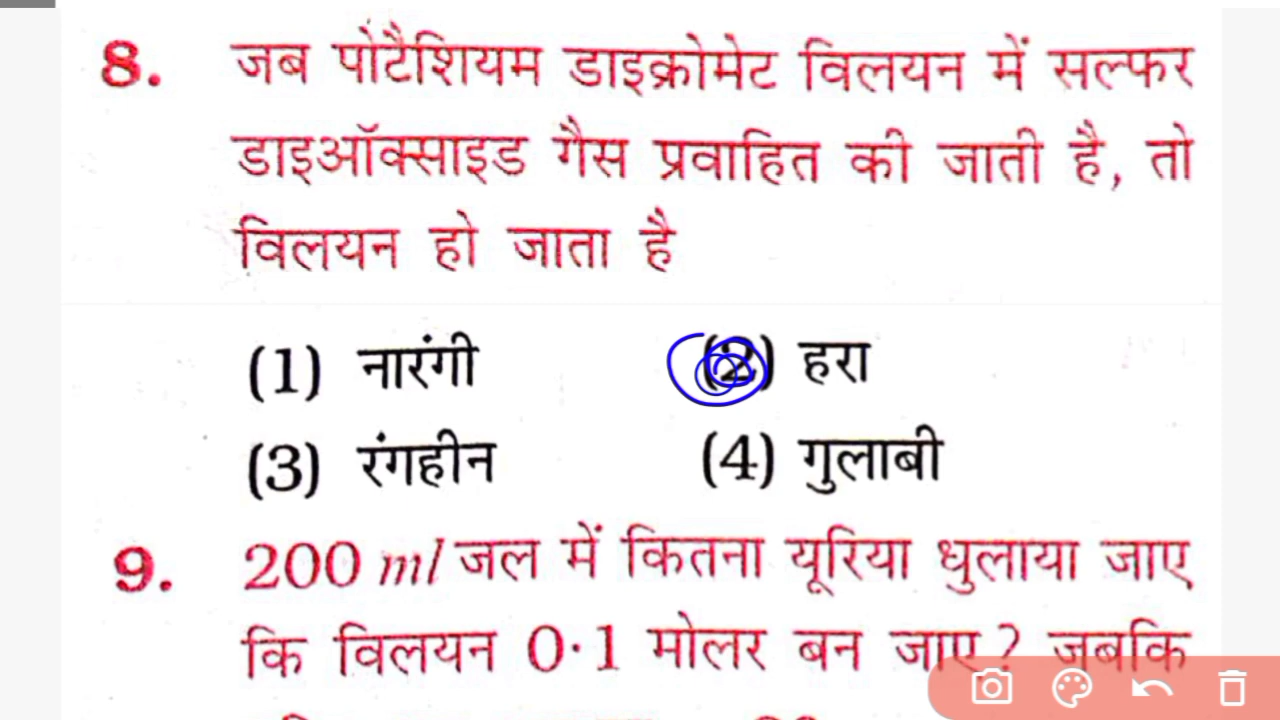 8. जब पोटैशियम डाइक्रोमेट विलयन में सल्फर
डाइऑक्साइड गैस प्रवाहित की जाती है, तो
विलयन हो जाता है
(1) नारंगी (2) हरा
(3) रंगहीन (4) गुलाबी
9. 200 ml जल में कितना यूरिया धुलाया जाए
कि विलयन 0·1 मोलर बन जाए? जबकि